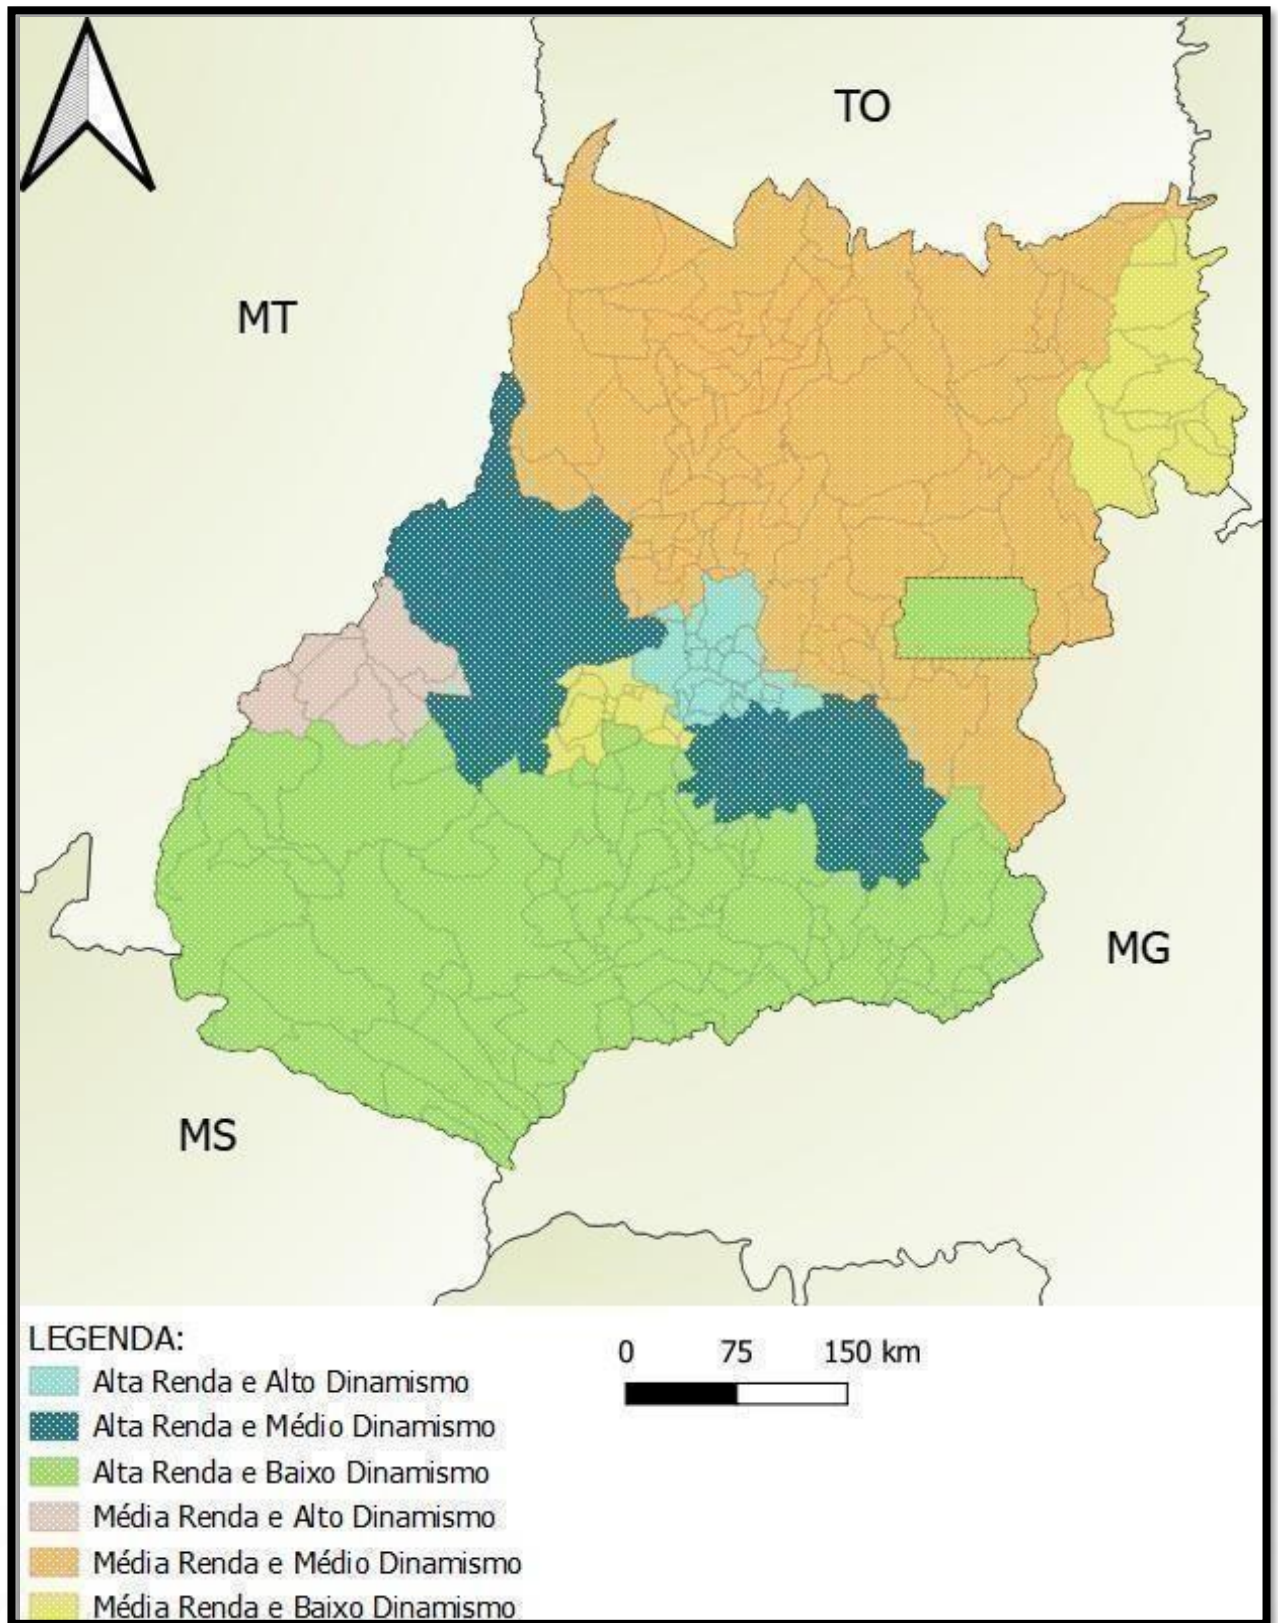 TO
MT
MG
MS
LEGENDA:
0 75 150 km
Alta Renda e Alto Dinamismo
Alta Renda e Médio Dinamismo
Alta Renda e Baixo Dinamismo
Média Renda e Alto Dinamismo
Média Renda e Médio Dinamismo
Média Renda e Baixo Dinamismo